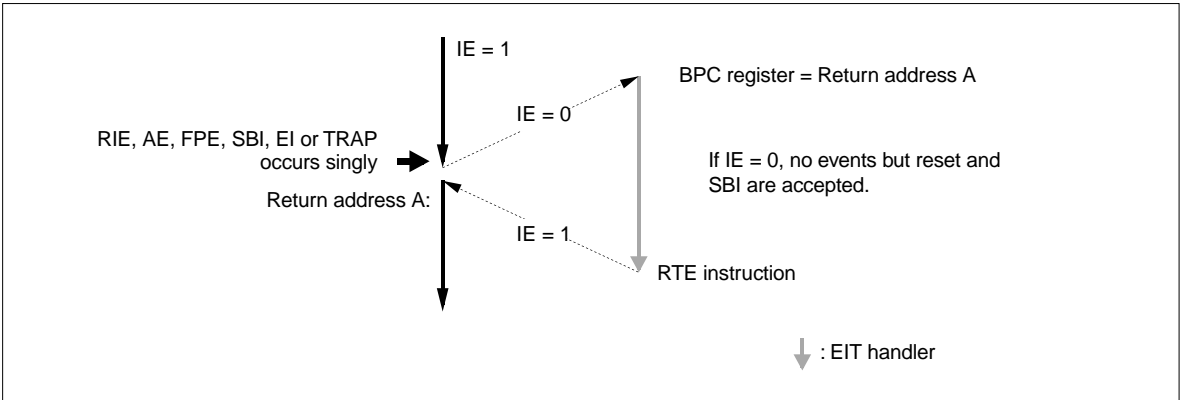 IE = 1
BPC register = Return address A
IE = 0
RIE, AE, FPE, SBI, EI or TRAP
occurs singly
If IE = 0, no events but reset and
SBI are accepted.
Return address A:
IE = 1
RTE instruction
: EIT handler